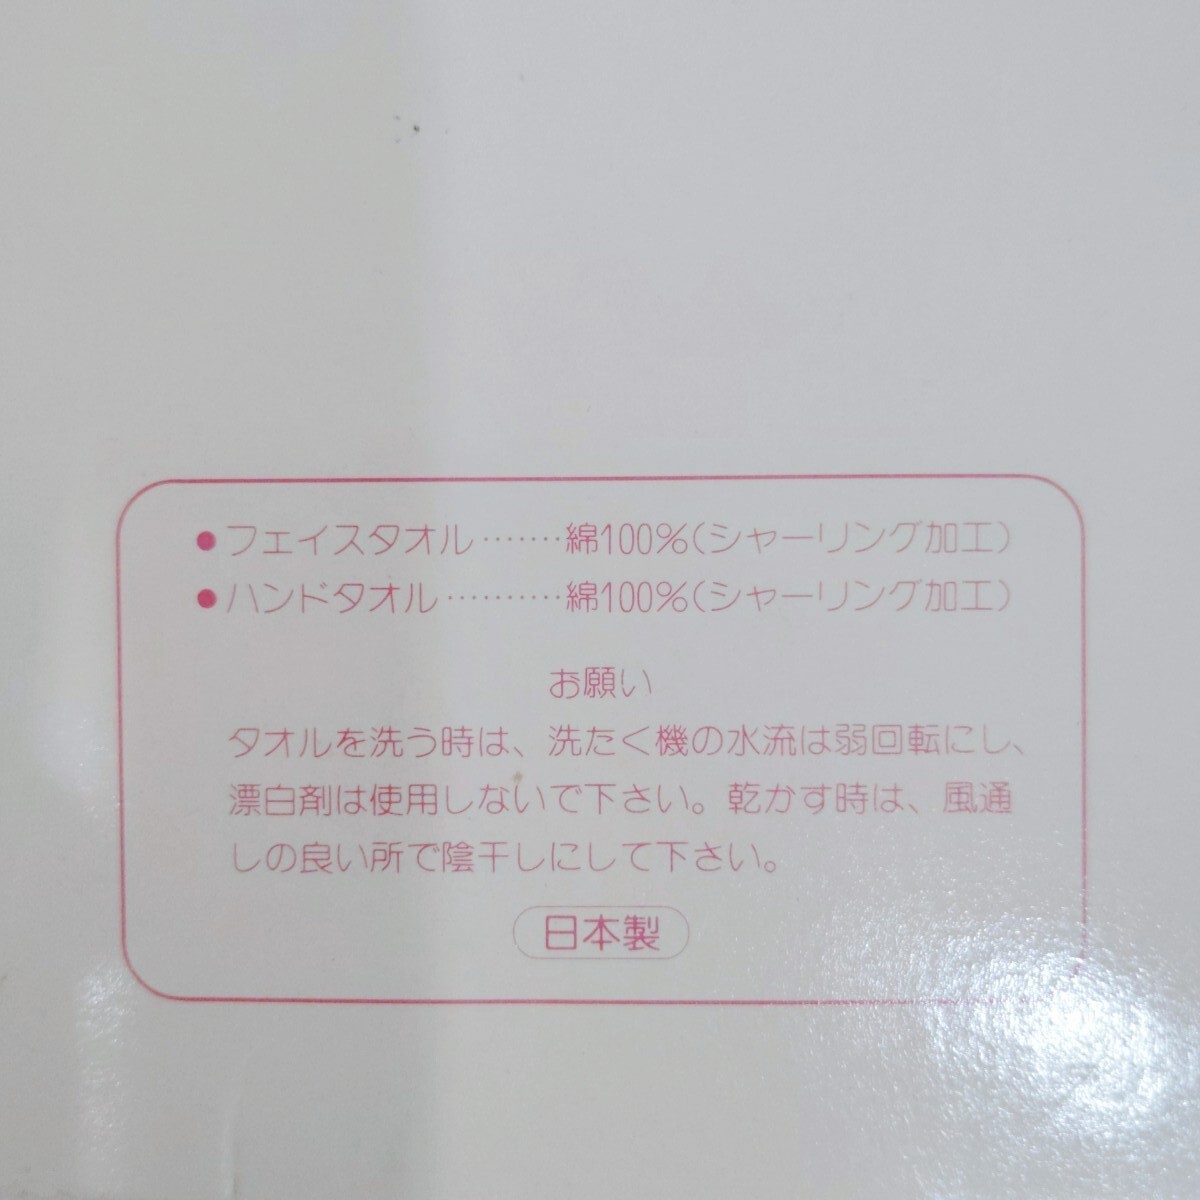 ●フェイスタオル‥‥‥‥綿100%(シャーリング加工)
●ハンドタオル‥‥‥‥‥綿100%(シャーリング加工)
お願い
タオルを洗う時は、洗たく機の水流は弱回転にし、
漂白剤は使用しないで下さい。乾かす時は、風通
しの良い所で陰干しにして下さい。
日本製